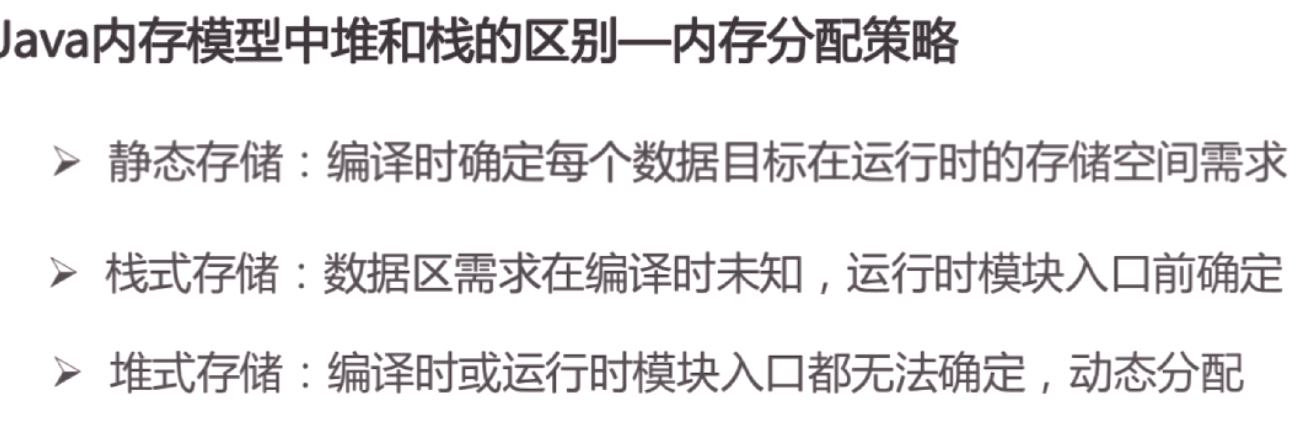 Java内存模型中堆和栈的区别—内存分配策略
➢ 静态存储：编译时确定每个数据目标在运行时的存储空间需求
➢ 栈式存储：数据区需求在编译时未知，运行时模块入口前确定
➢ 堆式存储：编译时或运行时模块入口都无法确定，动态分配